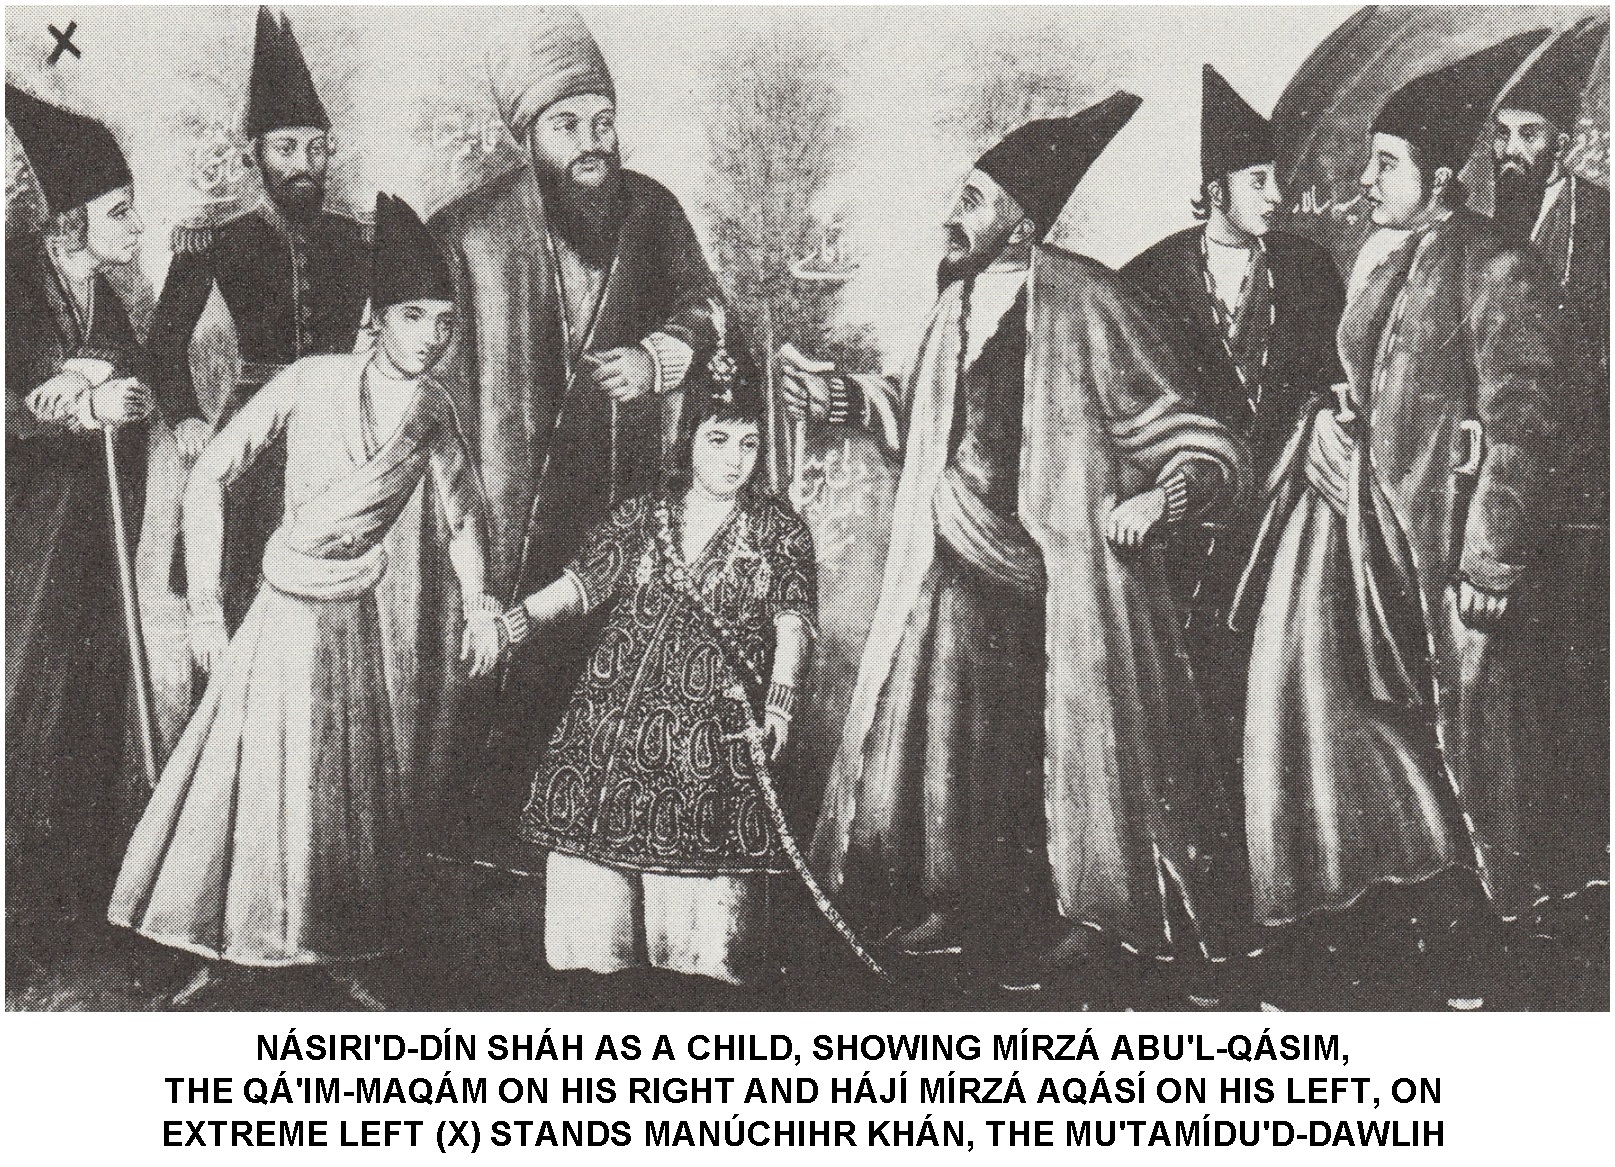 X
NÁSIRI'D-DÍN SHÁH AS A CHILD, SHOWING MÍRZÁ ABU'L-QÁSIM,
THE QÁ'IM-MAQÁM ON HIS RIGHT AND HÁJÍ MÍRZÁ AQÁSÍ ON HIS LEFT, ON
EXTREME LEFT (X) STANDS MANÚCHIHR KHÁN, THE MU'TAMÍDU'D-DAWLIH